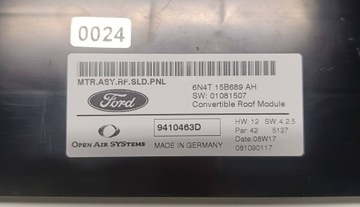 0024
MTR.ASY.RF.SLD.PNL
Ford
OPEN AIR SYSTEMS
9410463D
MADE IN GERMANY
6N4T 15B689 AH
SW: 01081507
Convertible Roof Module
HW: 12 SW: 4.2.5
Par: 42 5127
Date:08W17
081090117